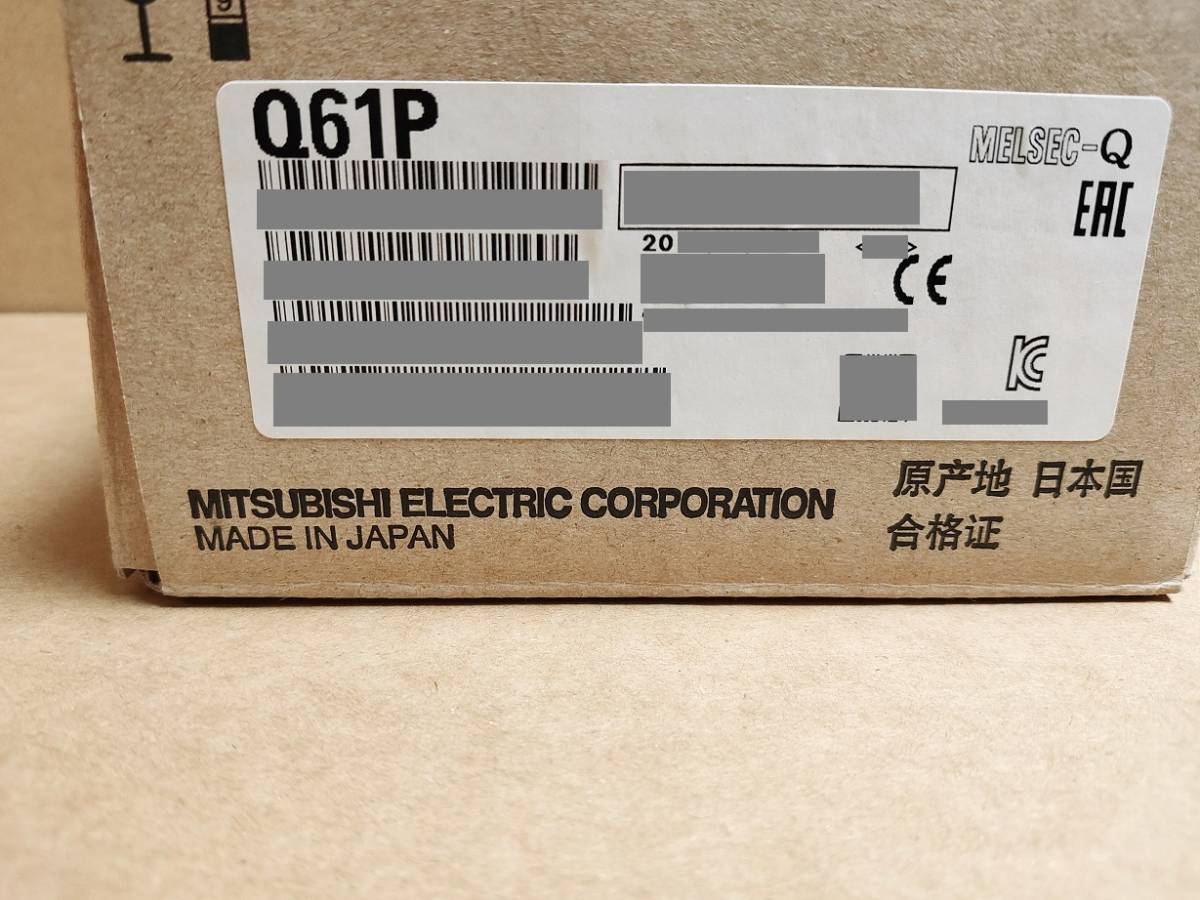 Q61P
MELSEC-Q
EAC
20
CE
KC
MITSUBISHI ELECTRIC CORPORATION
MADE IN JAPAN
原产地 日本国
合格证